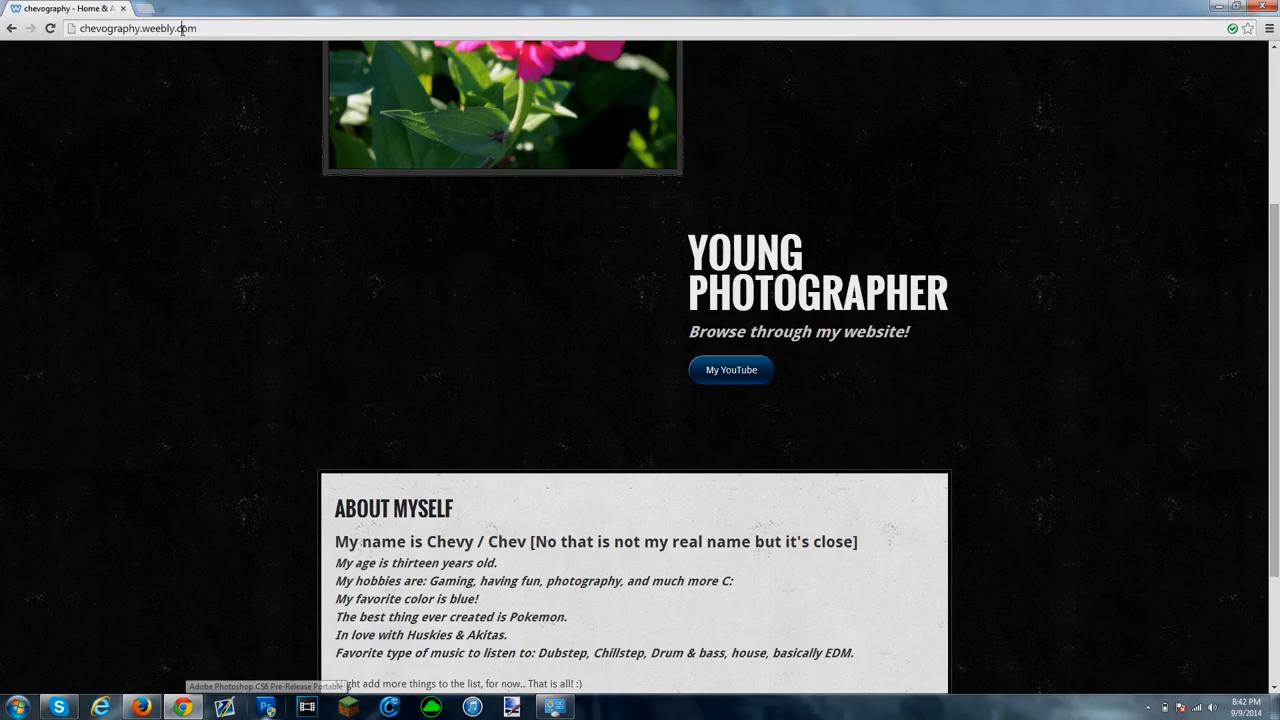 chevography - Home & A
chevography.weebly.com
YOUNG
PHOTOGRAPHER
Browse through my website!
My YouTube
ABOUT MYSELF
My name is Chevy / Chev [No that is not my real name but it's close]
My age is thirteen years old.
My hobbies are: Gaming, having fun, photography, and much more C:
My favorite color is blue!
The best thing ever created is Pokemon.
In love with Huskies & Akitas.
Favorite type of music to listen to: Dubstep, Chillstep, Drum & bass, house, basically EDM.
add more things to the list, for now.. That is all! :)
Adobe Photoshop CS6 Pre-Release Portable
8:42 PM
9/9/2014